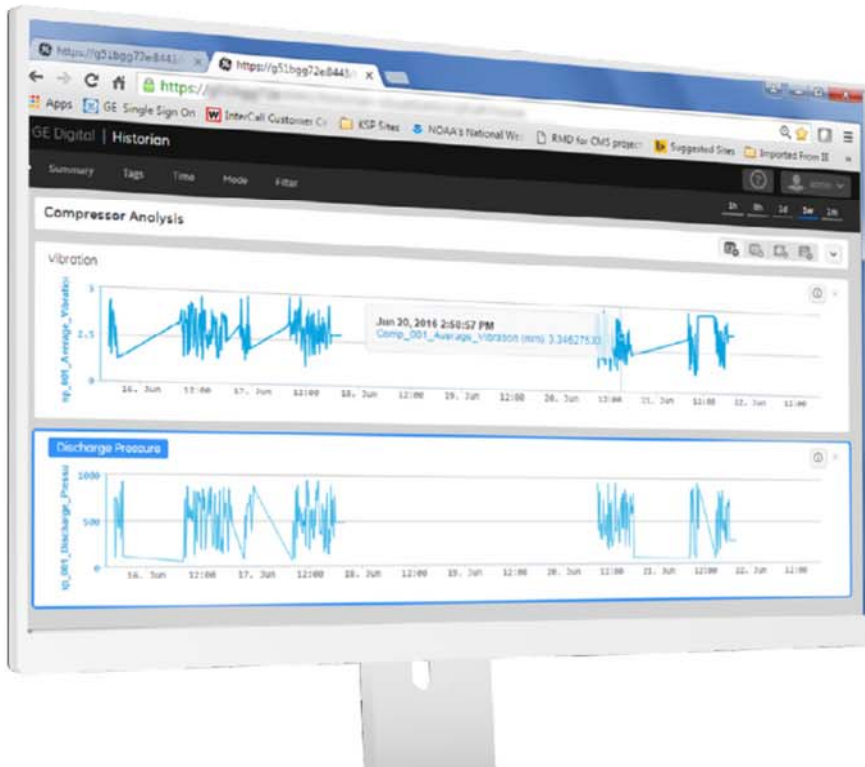 https://g51bgg72e8443/ × https://g51bgg72e8443/ ×
https://
Apps GE Single Sign On InterCall Customer KSP Sites NOAA's National RMD for CMS project Suggested Sites Imported From
GE Digital | Historian
Summary Tags Time Mode Filter
1h 8h 1d 1w 1m
Compressor Analysis
Vibration
5
2.5
0
_001_Average_Vibration
Jun 20, 2016 2:50:57 PM
Comp_001_Average_Vibration (mm)
16. Jun 12:00 17. Jun 12:00 18. Jun 12:00 19. Jun 12:00 20. Jun 12:00 21. Jun 12:00 22. Jun 12:00
Discharge Pressure
1000
500
0
_001_Discharge_Pressu
16. Jun 12:00 17. Jun 12:00 18. Jun 12:00 19. Jun 12:00 20. Jun 12:00 21. Jun 12:00 22. Jun 12:00